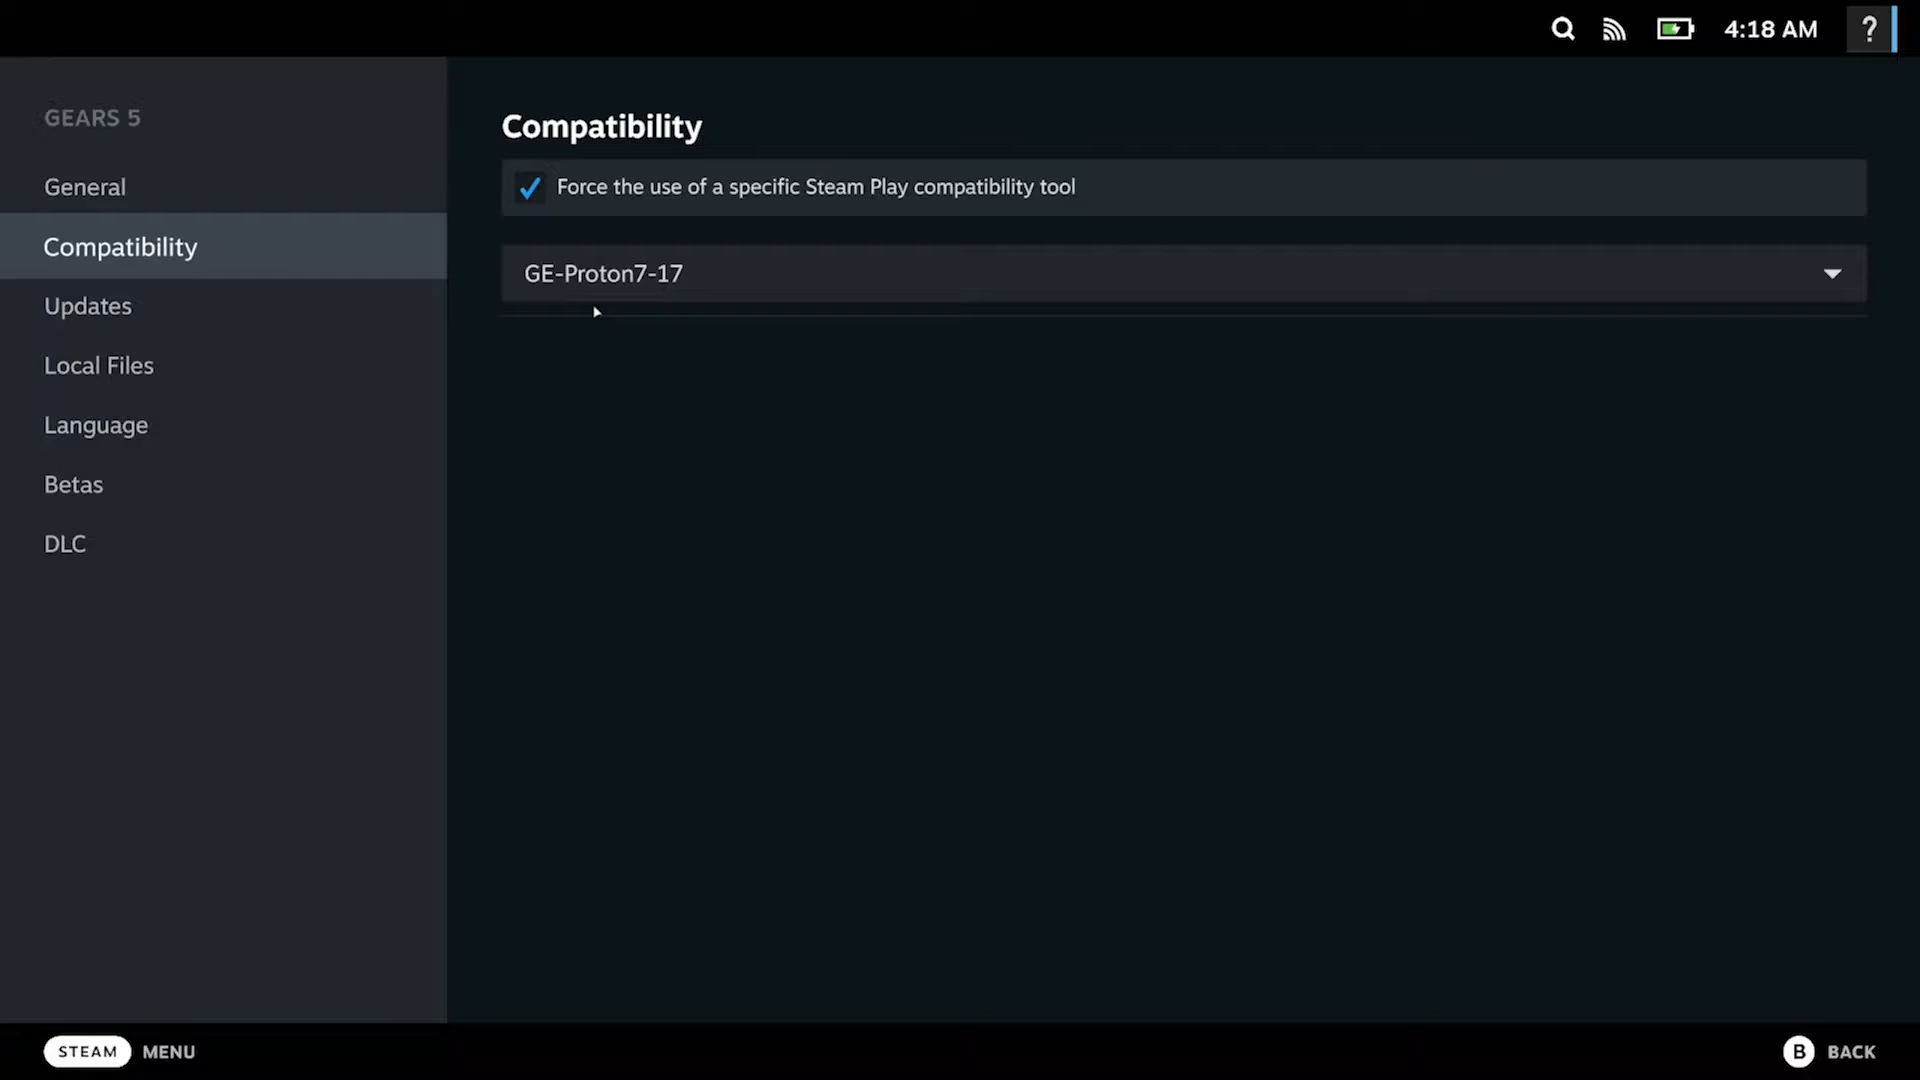 4:18 AM
?
GEARS 5
General
Compatibility
Updates
Local Files
Language
Betas
DLC
Compatibility
Force the use of a specific Steam Play compatibility tool
GE-Proton7-17
STEAM MENU
B BACK